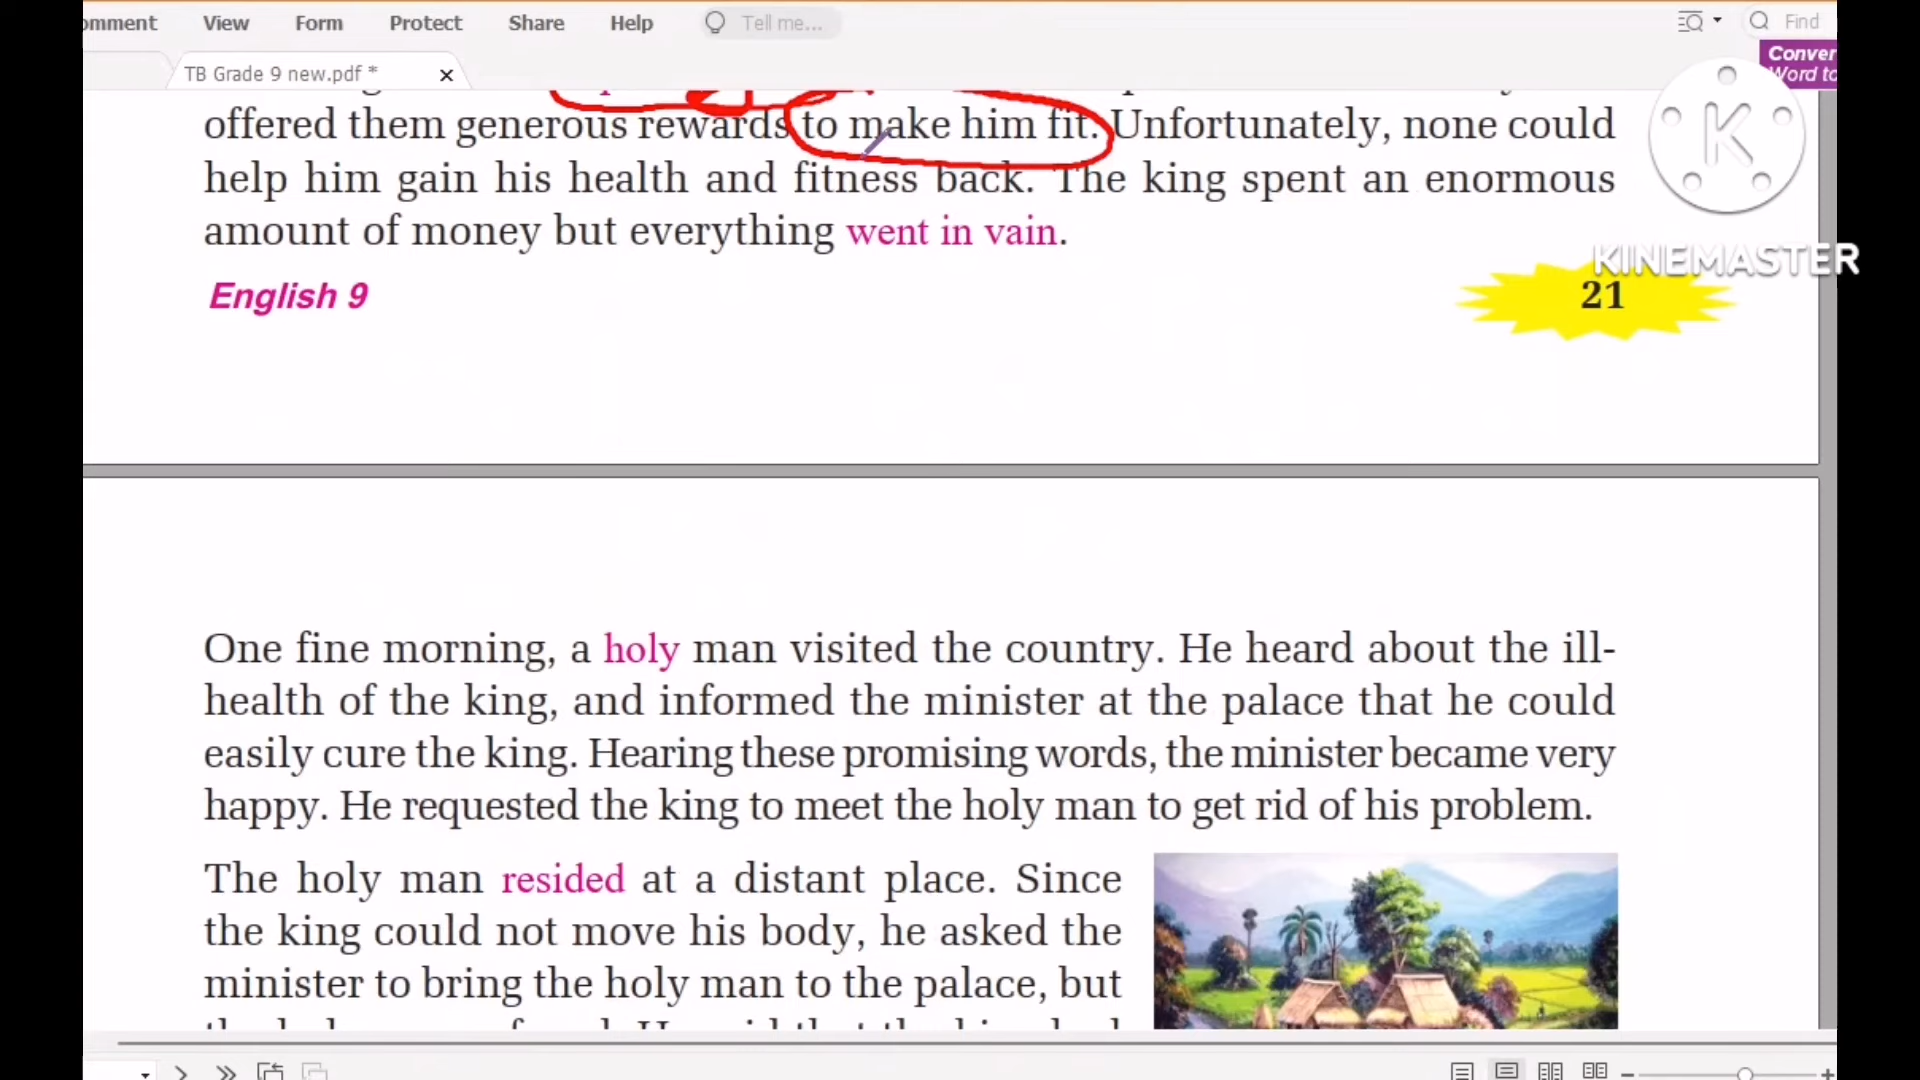 omment View Form Protect Share Help Tell me... Find
Conver
Word to
TB Grade 9 new.pdf *
K
offered them generous rewards to make him fit. Unfortunately, none could
help him gain his health and fitness back. The king spent an enormous
amount of money but everything went in vain.
KINEMASTER
English 9
21
One fine morning, a holy man visited the country. He heard about the ill-
health of the king, and informed the minister at the palace that he could
easily cure the king. Hearing these promising words, the minister became very
happy. He requested the king to meet the holy man to get rid of his problem.
The holy man resided at a distant place. Since
the king could not move his body, he asked the
minister to bring the holy man to the palace, but